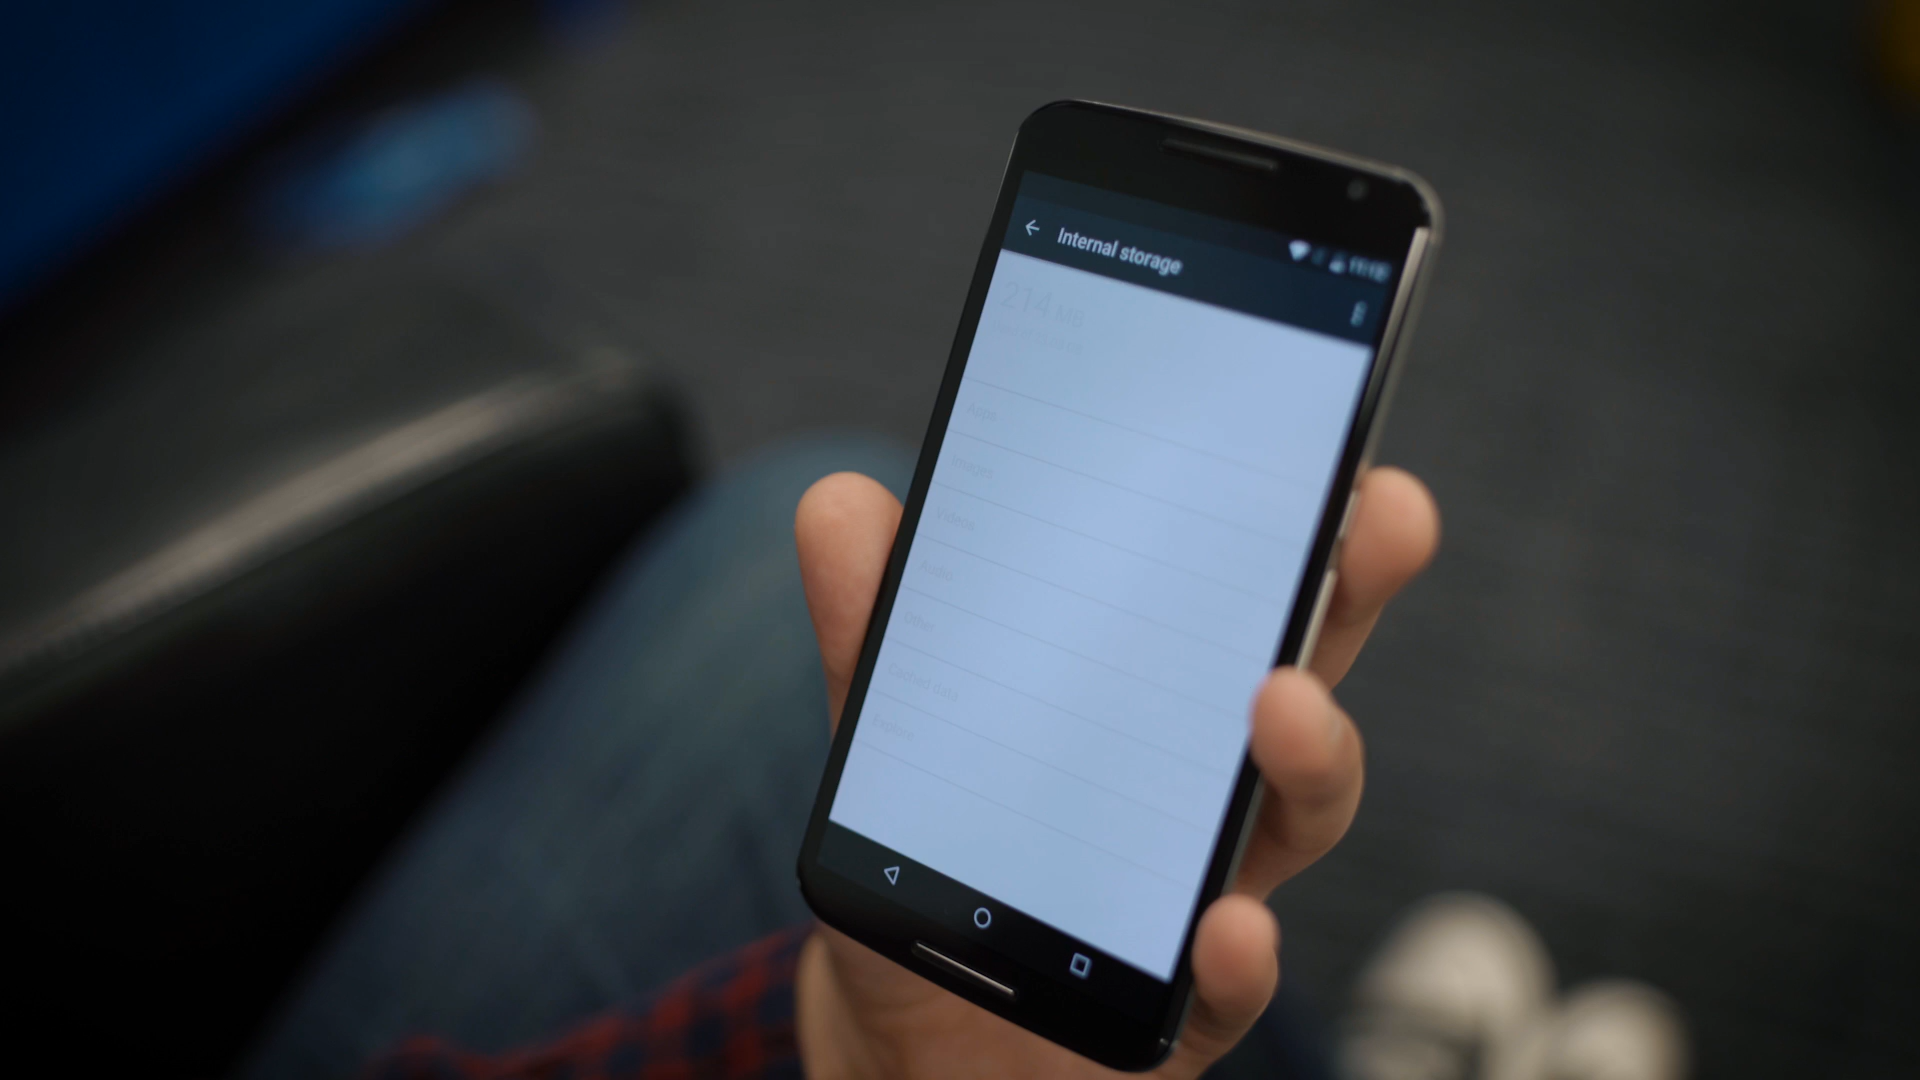 Internal storage
214 MB
Apps
Images
Videos
Audio
Other
Cached data
Explore